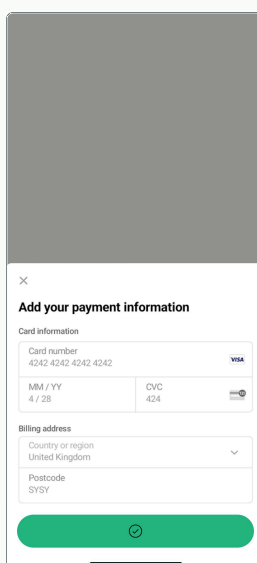 Add your payment information
Card information
Card number
4242 4242 4242 4242
VISA
MM / YY
4 / 28
CVC
424
Billing address
Country or region
United Kingdom
Postcode
SYSY